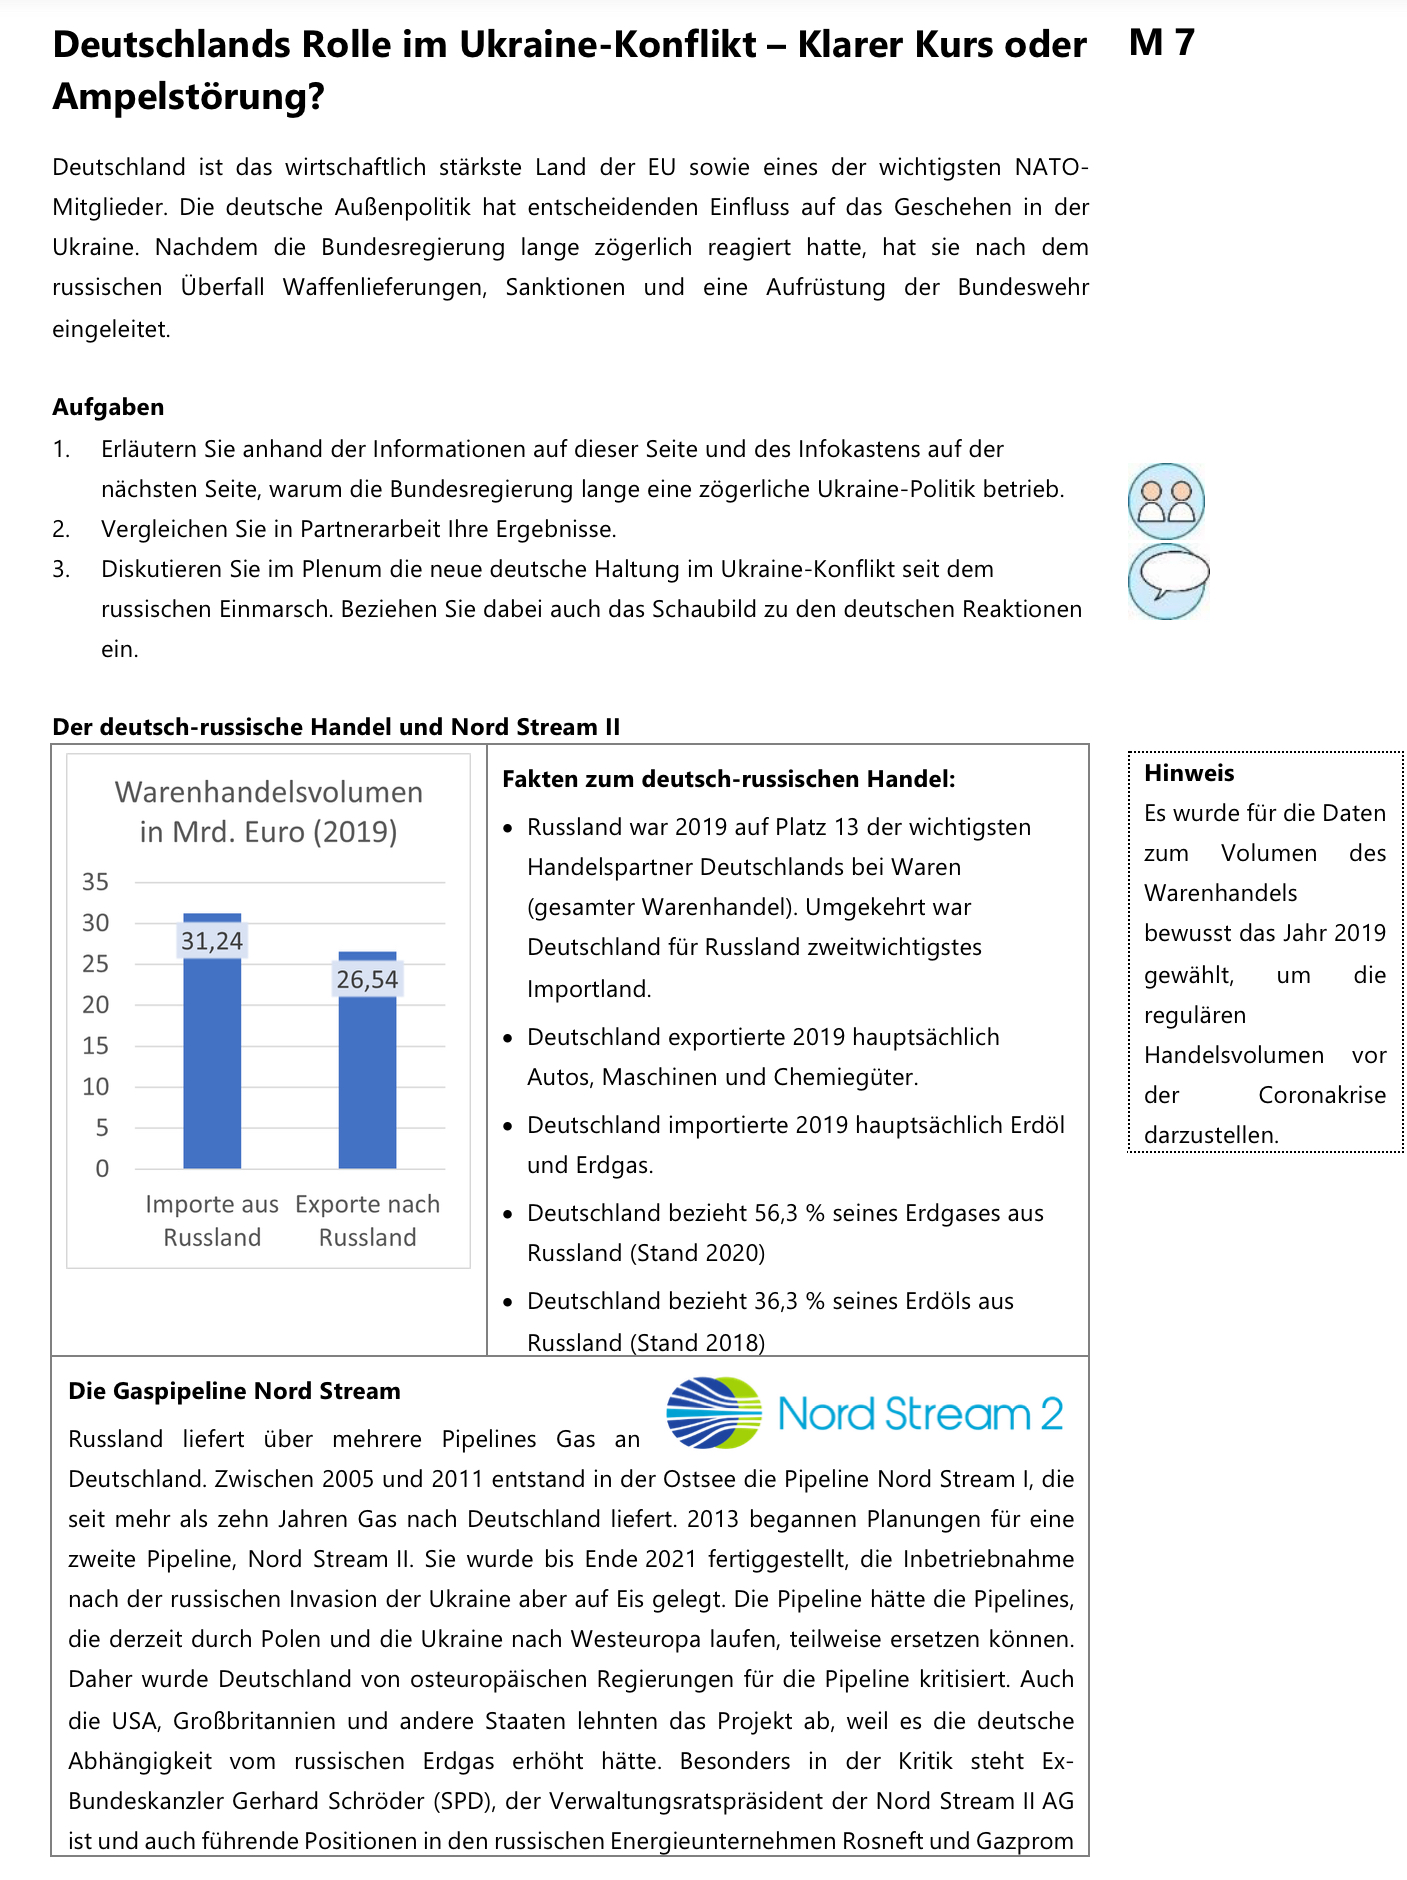 Deutschlands Rolle im Ukraine-Konflikt – Klarer Kurs oder
Ampelstörung?
M 7
Deutschland ist das wirtschaftlich stärkste Land der EU sowie eines der wichtigsten NATO-
Mitglieder. Die deutsche Außenpolitik hat entscheidenden Einfluss auf das Geschehen in der
Ukraine. Nachdem die Bundesregierung lange zögerlich reagiert hatte, hat sie nach dem
russischen Überfall Waffenlieferungen, Sanktionen und eine Aufrüstung der Bundeswehr
eingeleitet.
Aufgaben
1. Erläutern Sie anhand der Informationen auf dieser Seite und des Infokastens auf der
nächsten Seite, warum die Bundesregierung lange eine zögerliche Ukraine-Politik betrieb.
2. Vergleichen Sie in Partnerarbeit Ihre Ergebnisse.
3. Diskutieren Sie im Plenum die neue deutsche Haltung im Ukraine-Konflikt seit dem
russischen Einmarsch. Beziehen Sie dabei auch das Schaubild zu den deutschen Reaktionen
ein.
Der deutsch-russische Handel und Nord Stream II
Warenhandelsvolumen
in Mrd. Euro (2019)
35
30
25
20
15
10
5
0
31,24
26,54
Importe aus
Russland
Exporte nach
Russland
Fakten zum deutsch-russischen Handel:
• Russland war 2019 auf Platz 13 der wichtigsten
Handelspartner Deutschlands bei Waren
(gesamter Warenhandel). Umgekehrt war
Deutschland für Russland zweitwichtigstes
Importland.
• Deutschland exportierte 2019 hauptsächlich
Autos, Maschinen und Chemiegüter.
• Deutschland importierte 2019 hauptsächlich Erdöl
und Erdgas.
• Deutschland bezieht 56,3 % seines Erdgases aus
Russland (Stand 2020)
• Deutschland bezieht 36,3 % seines Erdöls aus
Russland (Stand 2018)
Hinweis
Es wurde für die Daten
zum Volumen des
Warenhandels
bewusst das Jahr 2019
gewählt, um die
regulären
Handelsvolumen vor
der Coronakrise
darzustellen.
Die Gaspipeline Nord Stream
Nord Stream 2
Russland liefert über mehrere Pipelines Gas an
Deutschland. Zwischen 2005 und 2011 entstand in der Ostsee die Pipeline Nord Stream I, die
seit mehr als zehn Jahren Gas nach Deutschland liefert. 2013 begannen Planungen für eine
zweite Pipeline, Nord Stream II. Sie wurde bis Ende 2021 fertiggestellt, die Inbetriebnahme
nach der russischen Invasion der Ukraine aber auf Eis gelegt. Die Pipeline hätte die Pipelines,
die derzeit durch Polen und die Ukraine nach Westeuropa laufen, teilweise ersetzen können.
Daher wurde Deutschland von osteuropäischen Regierungen für die Pipeline kritisiert. Auch
die USA, Großbritannien und andere Staaten lehnten das Projekt ab, weil es die deutsche
Abhängigkeit vom russischen Erdgas erhöht hätte. Besonders in der Kritik steht Ex-
Bundeskanzler Gerhard Schröder (SPD), der Verwaltungsratspräsident der Nord Stream II AG
ist und auch führende Positionen in den russischen Energieunternehmen Rosneft und Gazprom